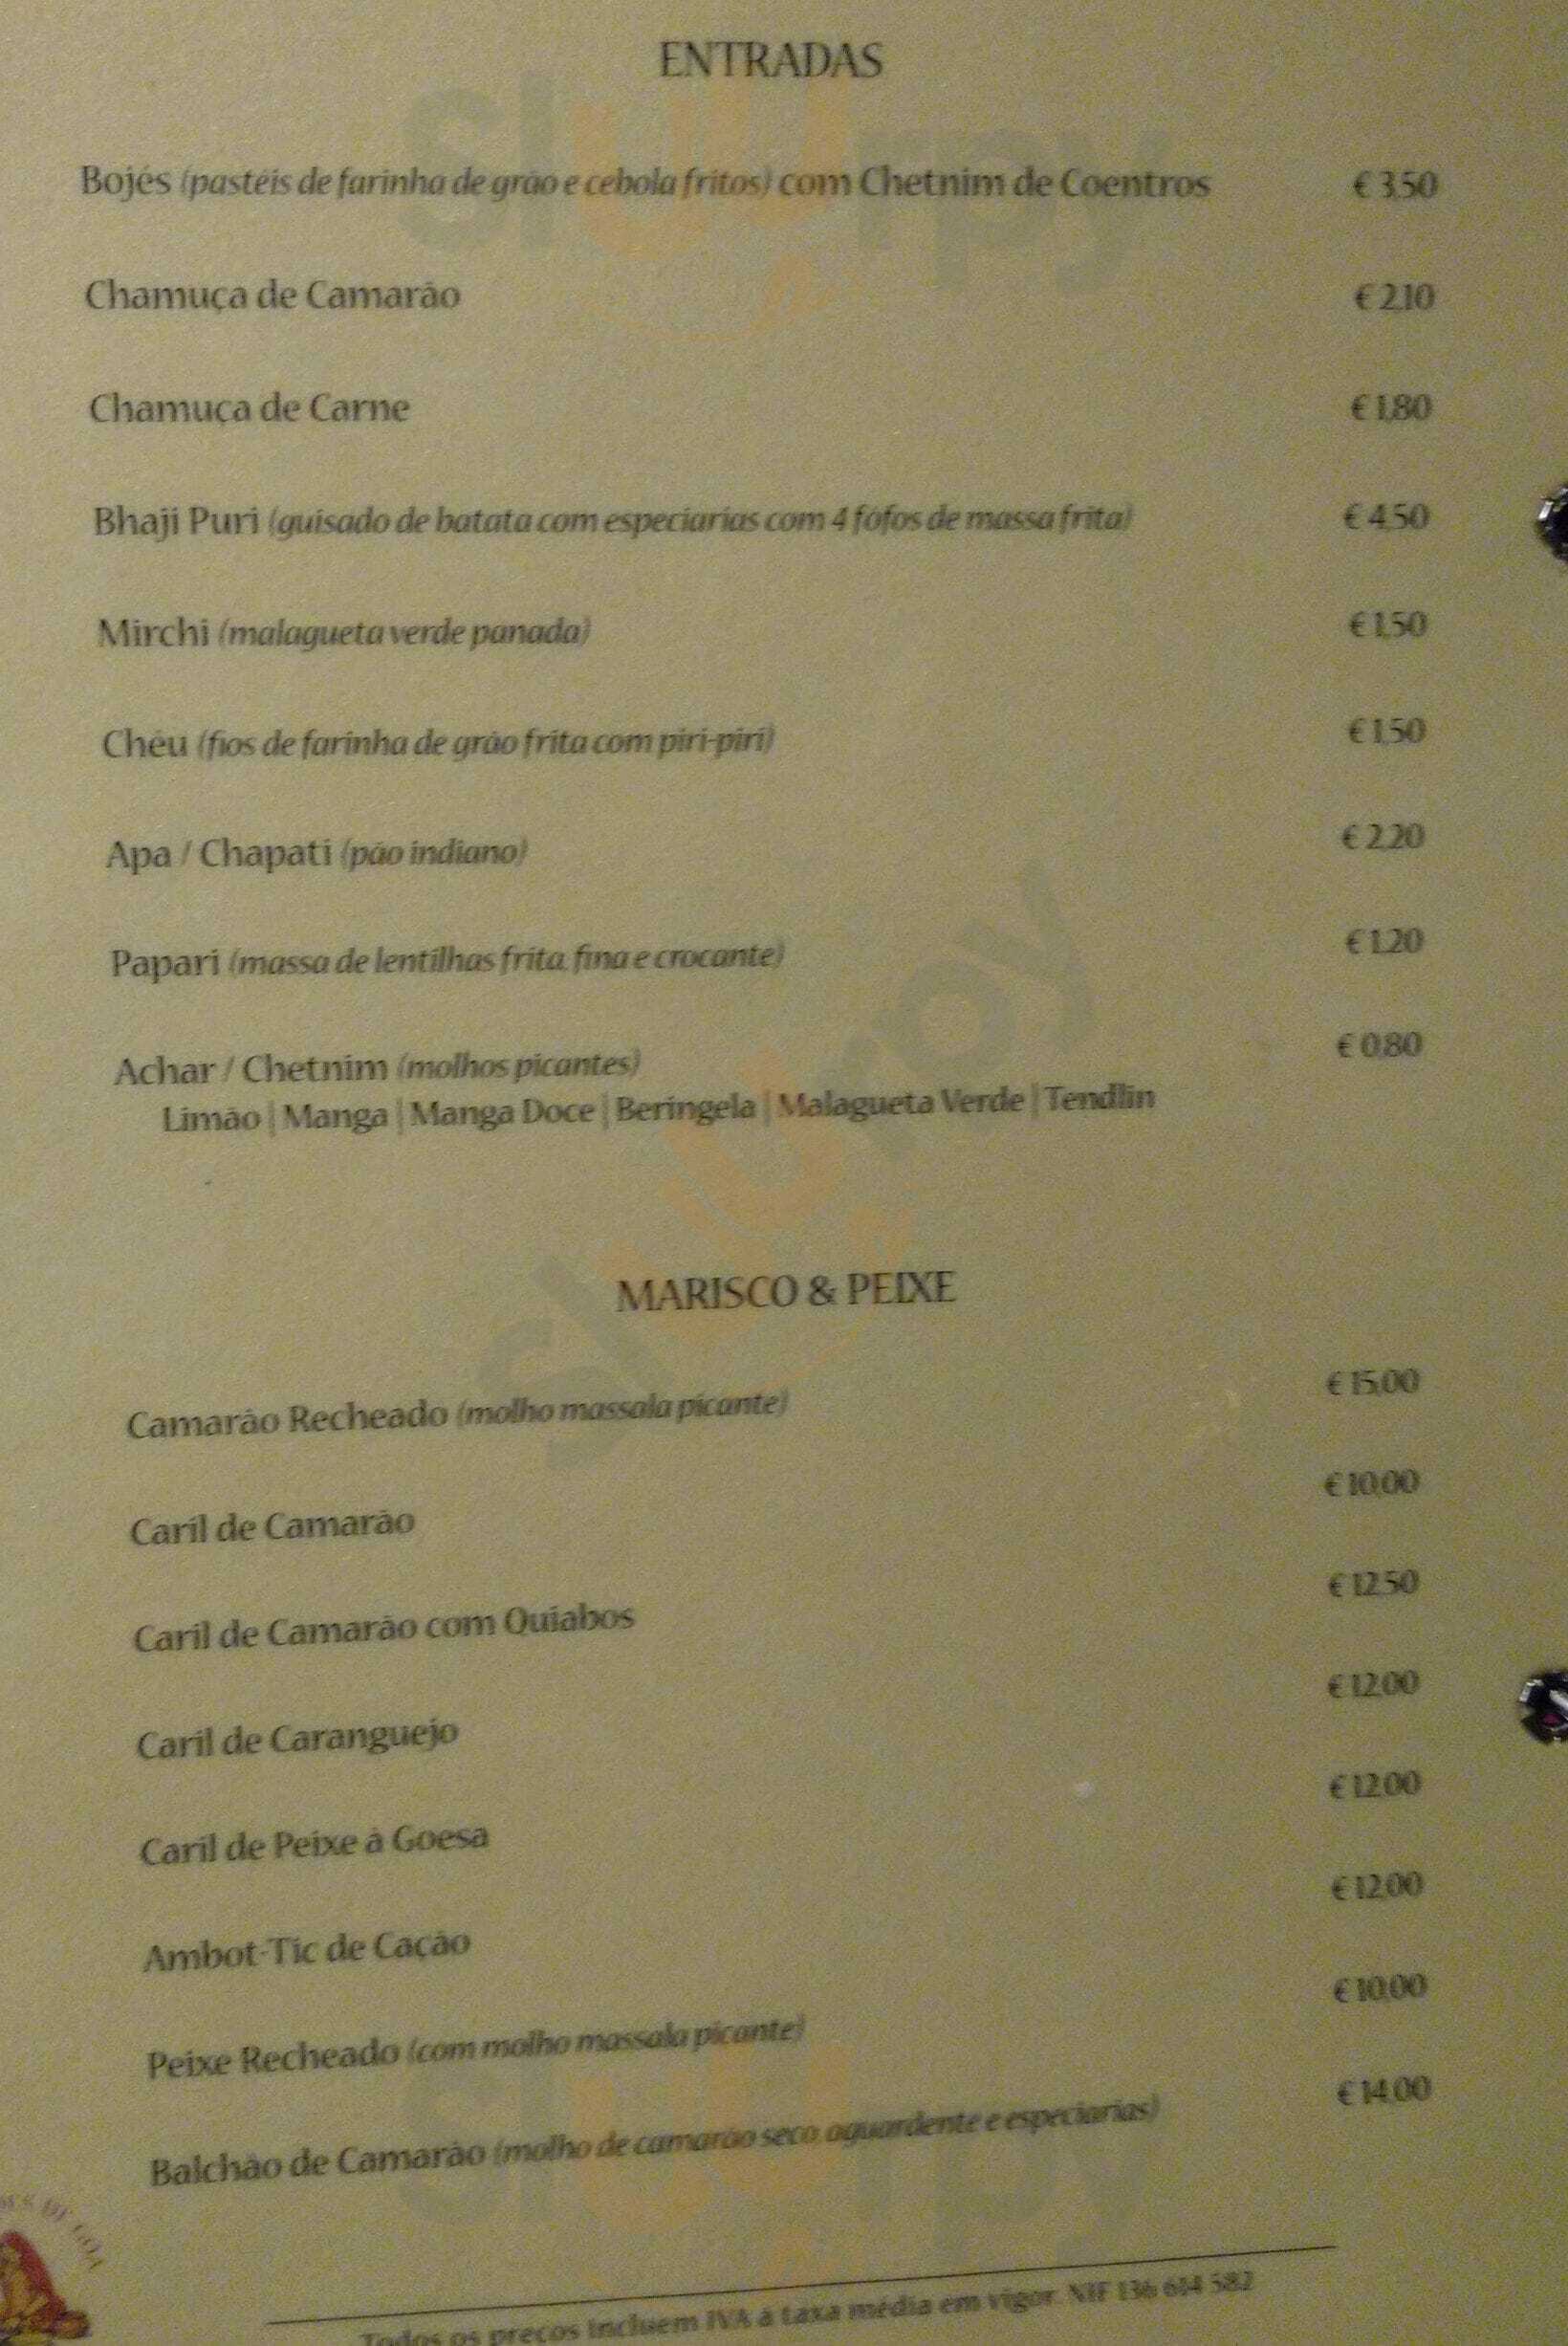 ENTRADAS
Bojés (pastéis de farinha de grão e cebola fritos) com Chetnim de Coentros € 3,50
Chamuça de Camarão € 2,10
Chamuça de Carne € 1,80
Bhaji Puri (guisado de batata com especiarias com 4 fofos de massa frita) € 4,50
Mirchi (malagueta verde panada) € 1,50
Chéu (fios de farinha de grão frita com piri-piri) € 1,50
Apa / Chapati (pão indiano) € 2,20
Papari (massa de lentilhas frita, fina e crocante) € 1,20
Achar / Chetnim (molhos picantes) € 0,80
Limão | Manga | Manga Doce | Beringela | Malagueta Verde | Tendlin
MARISCO & PEIXE
Camarão Recheado (molho massala picante) € 15,00
Caril de Camarão € 10,00
Caril de Camarão com Quiabos € 12,50
Caril de Caranguejo € 12,00
Caril de Peixe à Goesa € 12,00
Ambot-Tic de Cação € 12,00
Peixe Recheado (com molho massala picante) € 10,00
Balchão de Camarão (molho de camarão seco, aguardente e especiarias) € 14,00
Todos os preços incluem IVA à taxa média em vigor. NIF 136 614 582
sluurpy
sluurpy
sluurpy